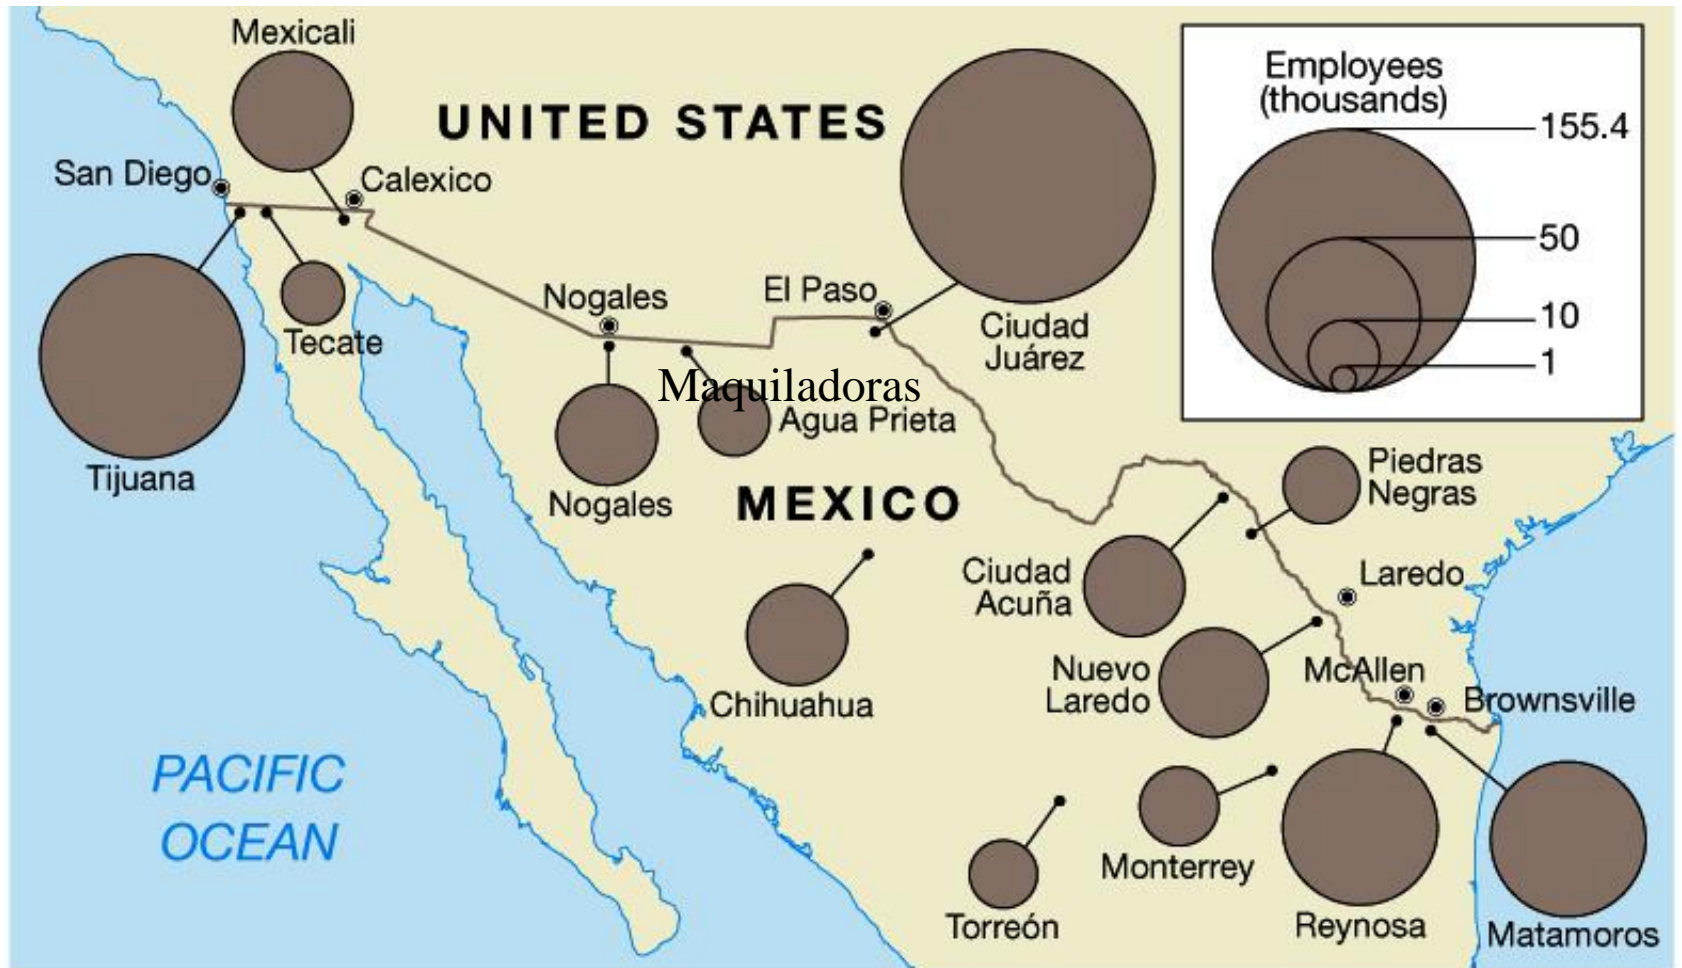 Mexicali
UNITED STATES
Employees
(thousands)
155.4
50
10
1
San Diego
Calexico
Tecate
Tijuana
Nogales
El Paso
Ciudad
Juárez
Maquiladoras
Agua Prieta
Nogales
MEXICO
Piedras
Negras
Ciudad
Acuña
Laredo
Chihuahua
Nuevo
Laredo
McAllen
Brownsville
PACIFIC
OCEAN
Monterrey
Torreón
Reynosa
Matamoros